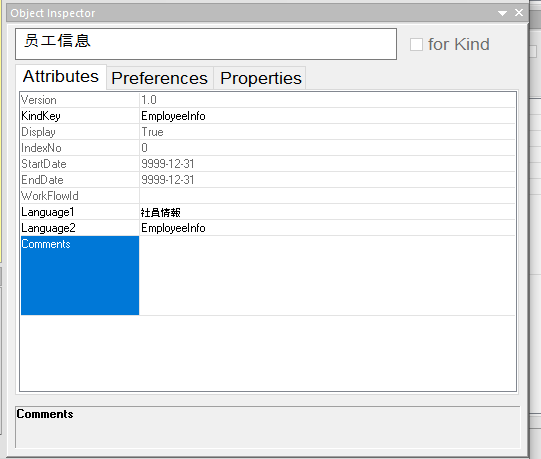 Object Inspector
员工信息
for Kind
Attributes Preferences Properties
Version 1.0
KindKey EmployeeInfo
Display True
IndexNo 0
StartDate 9999-12-31
EndDate 9999-12-31
WorkFlowId
Language1 社員情報
Language2 EmployeeInfo
Comments
Comments